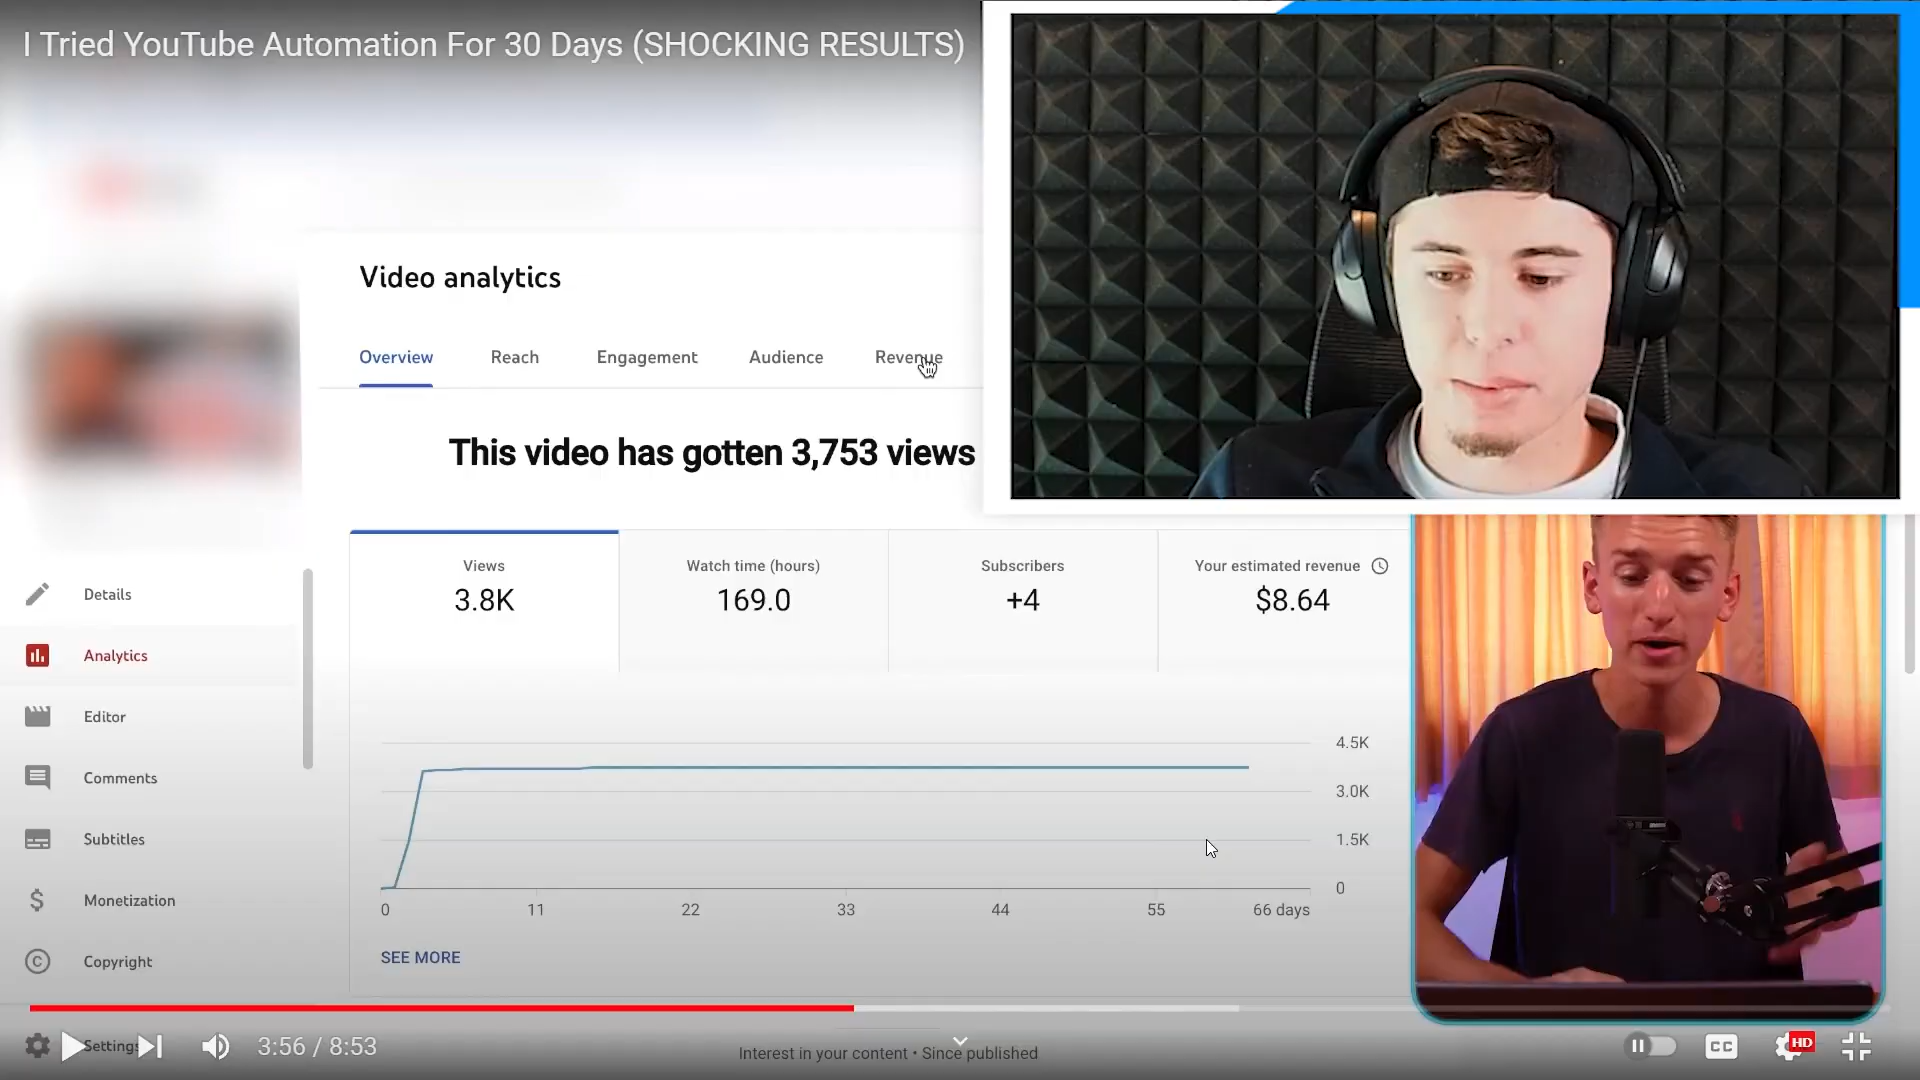 I Tried YouTube Automation For 30 Days (SHOCKING RESULTS)
Video analytics
Overview
Reach
Engagement
Audience
Revenue
This video has gotten 3,753 views
Views
3.8K
Watch time (hours)
169.0
Subscribers
+4
Your estimated revenue
$8.64
Details
Analytics
Editor
Comments
Subtitles
Monetization
Copyright
Settings
4.5K
3.0K
1.5K
0
0 11 22 33 44 55 66 days
SEE MORE
3:56 / 8:53
Interest in your content • Since published
CC
HD